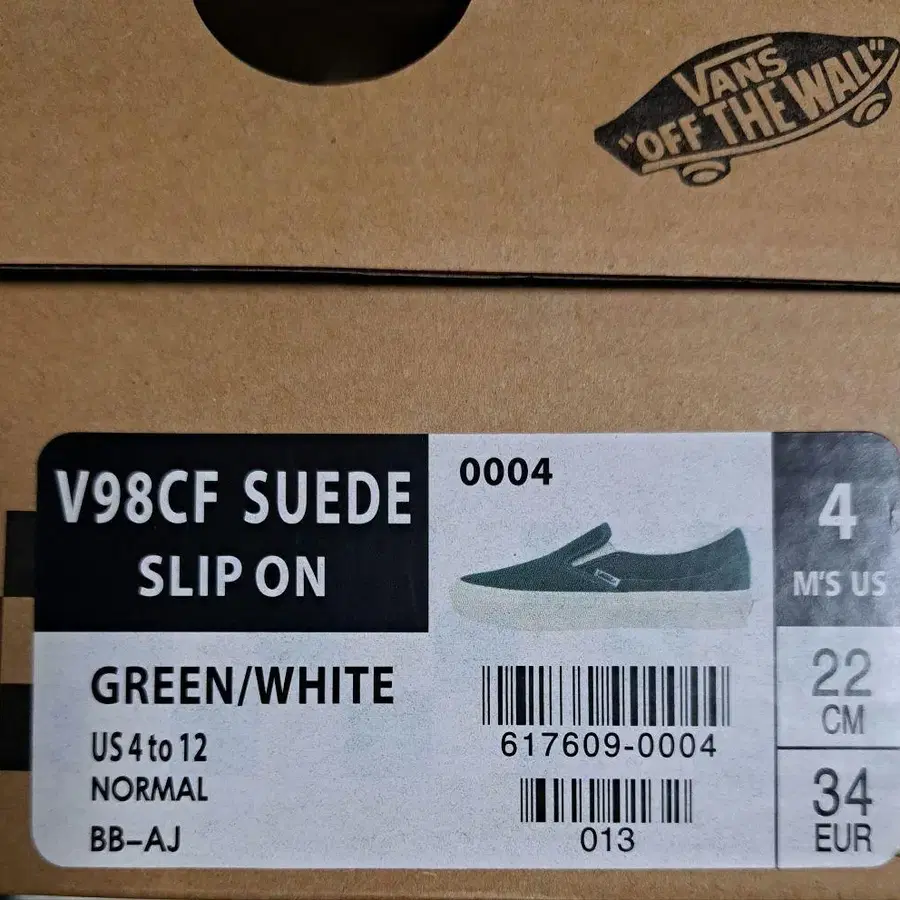 VANS
"OFF THE WALL"
V98CF SUEDE
SLIP ON
0004
4
M'S US
GREEN/WHITE
US 4 to 12
NORMAL
BB-AJ
617609-0004
013
22
CM
34
EUR